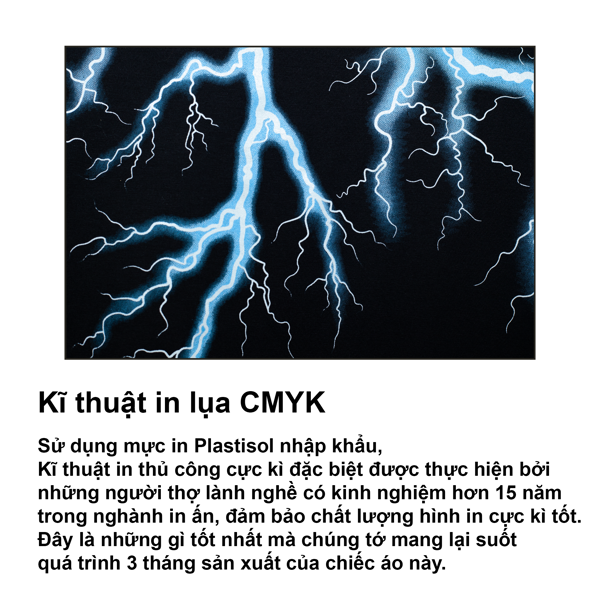 Kĩ thuật in lụa CMYK
Sử dụng mực in Plastisol nhập khẩu,
Kĩ thuật in thủ công cực kì đặc biệt được thực hiện bởi
những người thợ lành nghề có kinh nghiệm hơn 15 năm
trong nghành in ấn, đảm bảo chất lượng hình in cực kì tốt.
Đây là những gì tốt nhất mà chúng tớ mang lại suốt
quá trình 3 tháng sản xuất của chiếc áo này.